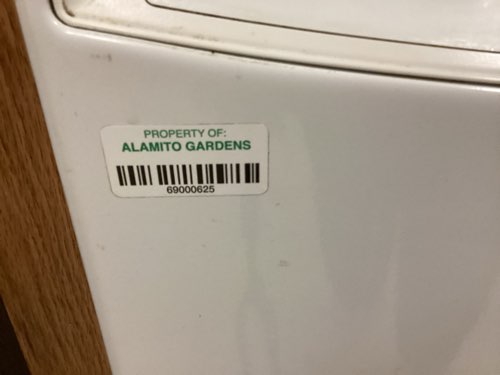 PROPERTY OF:
ALAMITO GARDENS
69000625